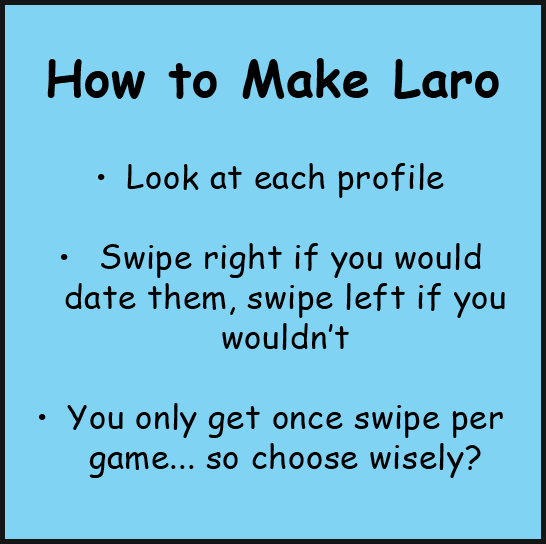 How to Make Laro
• Look at each profile
• Swipe right if you would
date them, swipe left if you
wouldn't
• You only get once swipe per
game... so choose wisely?